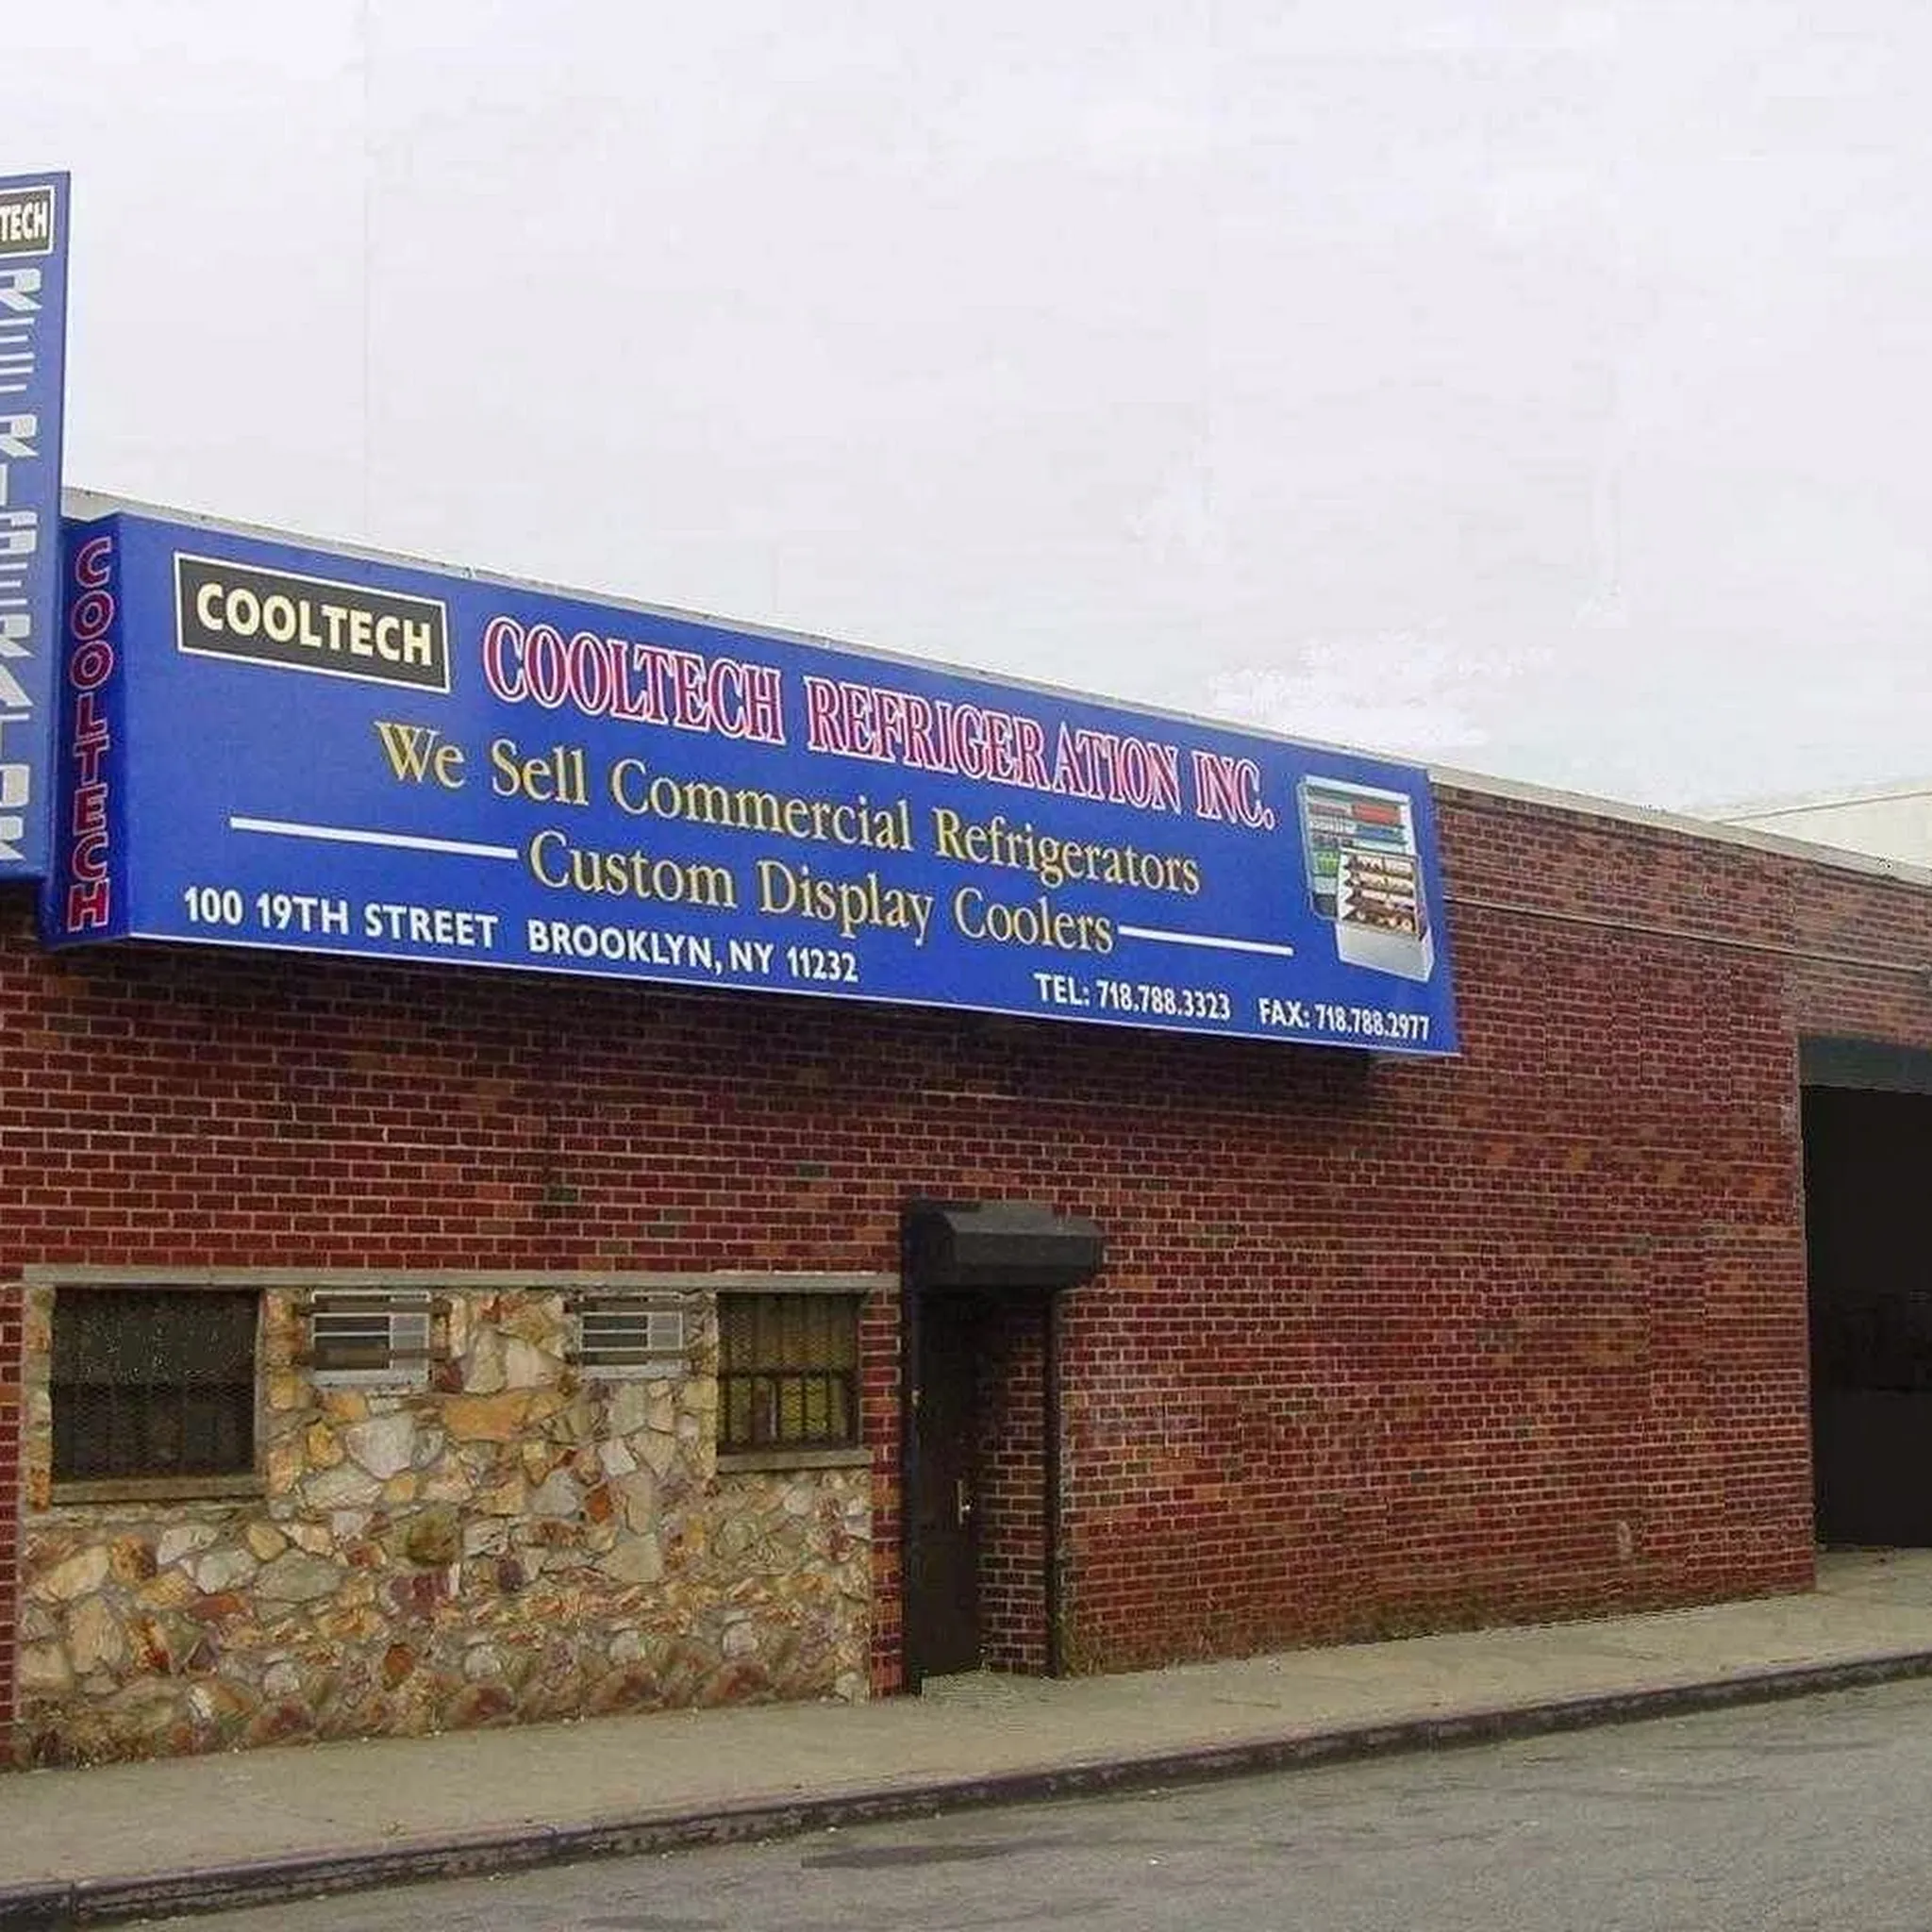 TECH
REFRIGERATOR
COOLTECH
COOLTECH
COOLTECH REFRIGERATION INC.
We Sell Commercial Refrigerators
Custom Display Coolers
100 19TH STREET BROOKLYN, NY 11232
TEL: 718.788.3323 FAX: 718.788.2977